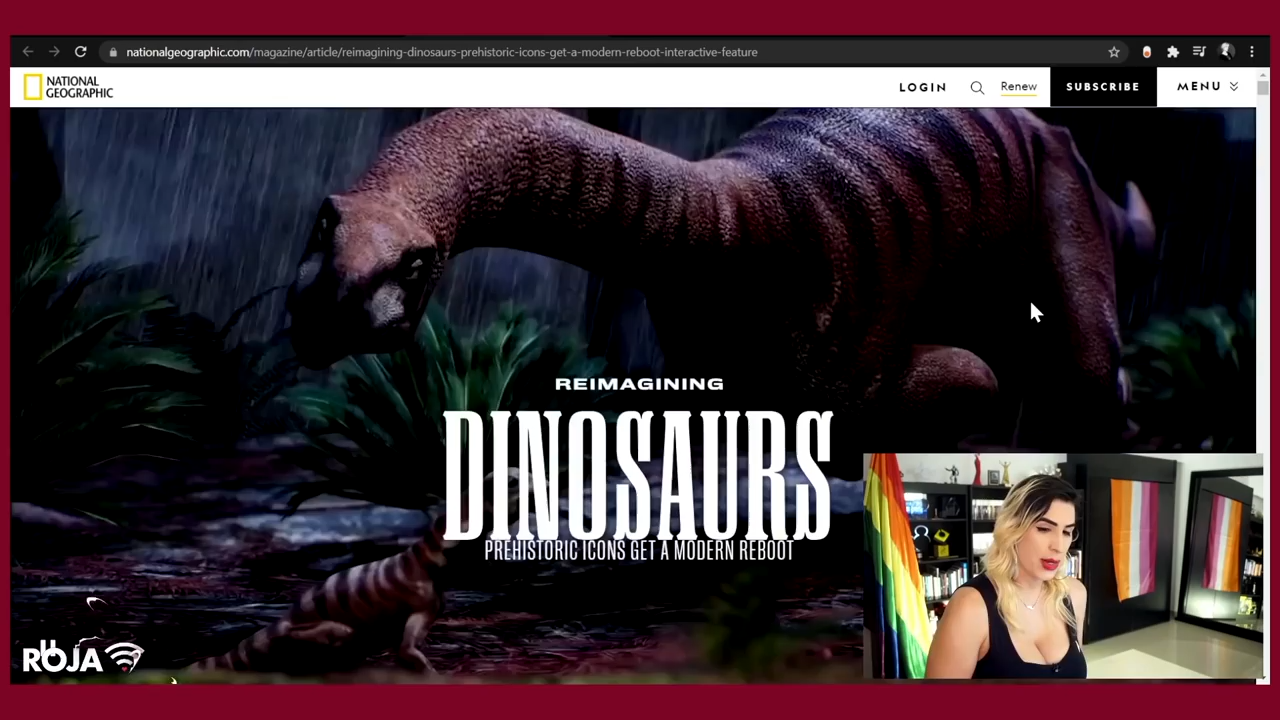 nationalgeographic.com/magazine/article/reimagining-dinosaurs-prehistoric-icons-get-a-modern-reboot-interactive-feature
NATIONAL
GEOGRAPHIC
LOGIN
Renew
SUBSCRIBE
MENU
REIMAGINING
DINOSAURS
PREHISTORIC ICONS GET A MODERN REBOOT
ROJA